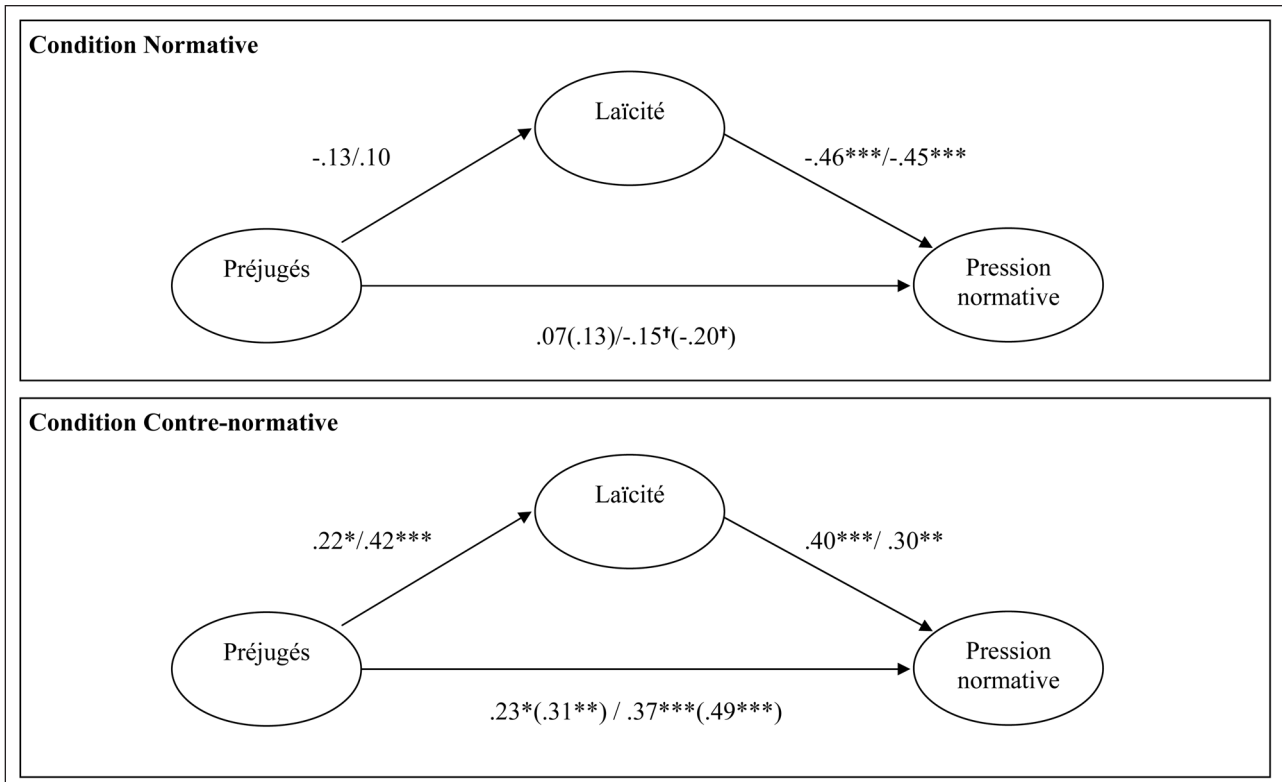 Condition Normative
Laïcité
-.13/.10
-.46***/-.45***
Préjugés
Pression
normative
.07(.13)/-.15†(-.20†)
Condition Contre-normative
Laïcité
.22*/.42***
.40***/ .30**
Préjugés
Pression
normative
.23*(.31**) / .37***(.49***)